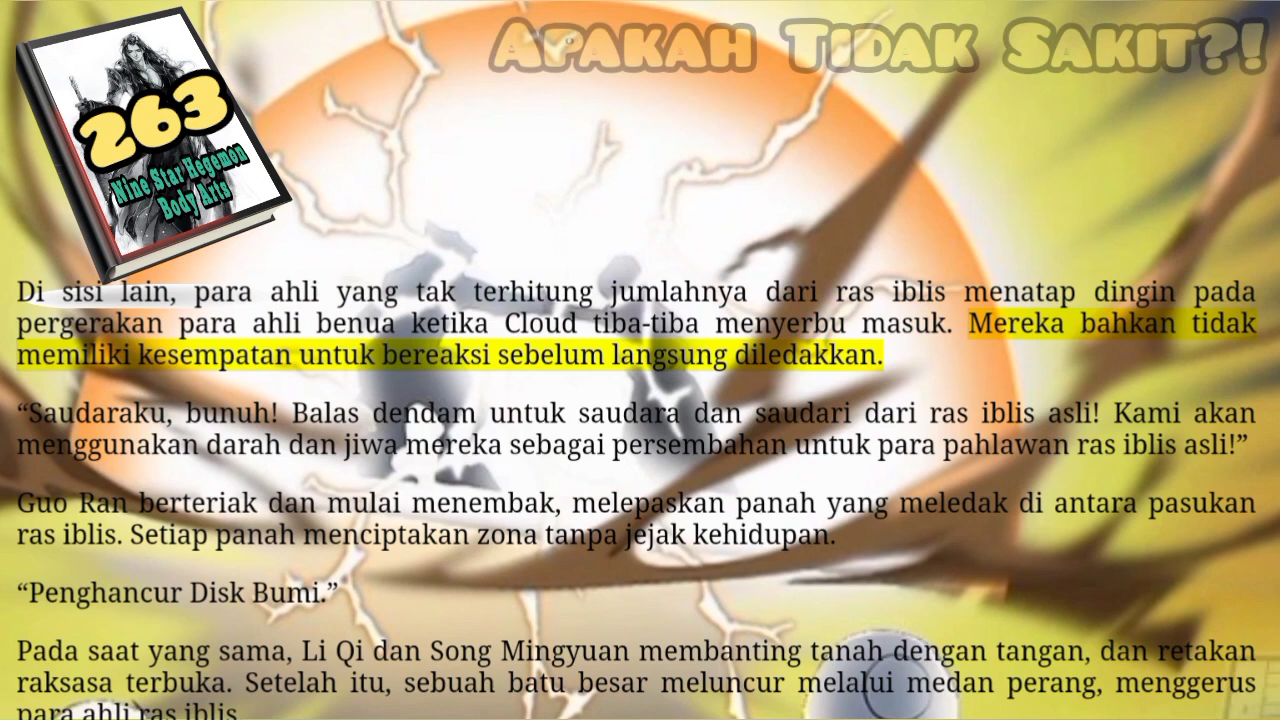 Apakah Tidak Sakit?!
263
Nine Star Hegemon
Body Arts
Di sisi lain, para ahli yang tak terhitung jumlahnya dari ras iblis menatap dingin pada
pergerakan para ahli benua ketika Cloud tiba-tiba menyerbu masuk. Mereka bahkan tidak
memiliki kesempatan untuk bereaksi sebelum langsung diledakkan.
“Saudaraku, bunuh! Balas dendam untuk saudara dan saudari dari ras iblis asli! Kami akan
menggunakan darah dan jiwa mereka sebagai persembahan untuk para pahlawan ras iblis asli!”
Guo Ran berteriak dan mulai menembak, melepaskan panah yang meledak di antara pasukan
ras iblis. Setiap panah menciptakan zona tanpa jejak kehidupan.
“Penghancur Disk Bumi.”
Pada saat yang sama, Li Qi dan Song Mingyuan membanting tanah dengan tangan, dan retakan
raksasa terbuka. Setelah itu, sebuah batu besar meluncur melalui medan perang, menggerus
para ahli ras iblis.